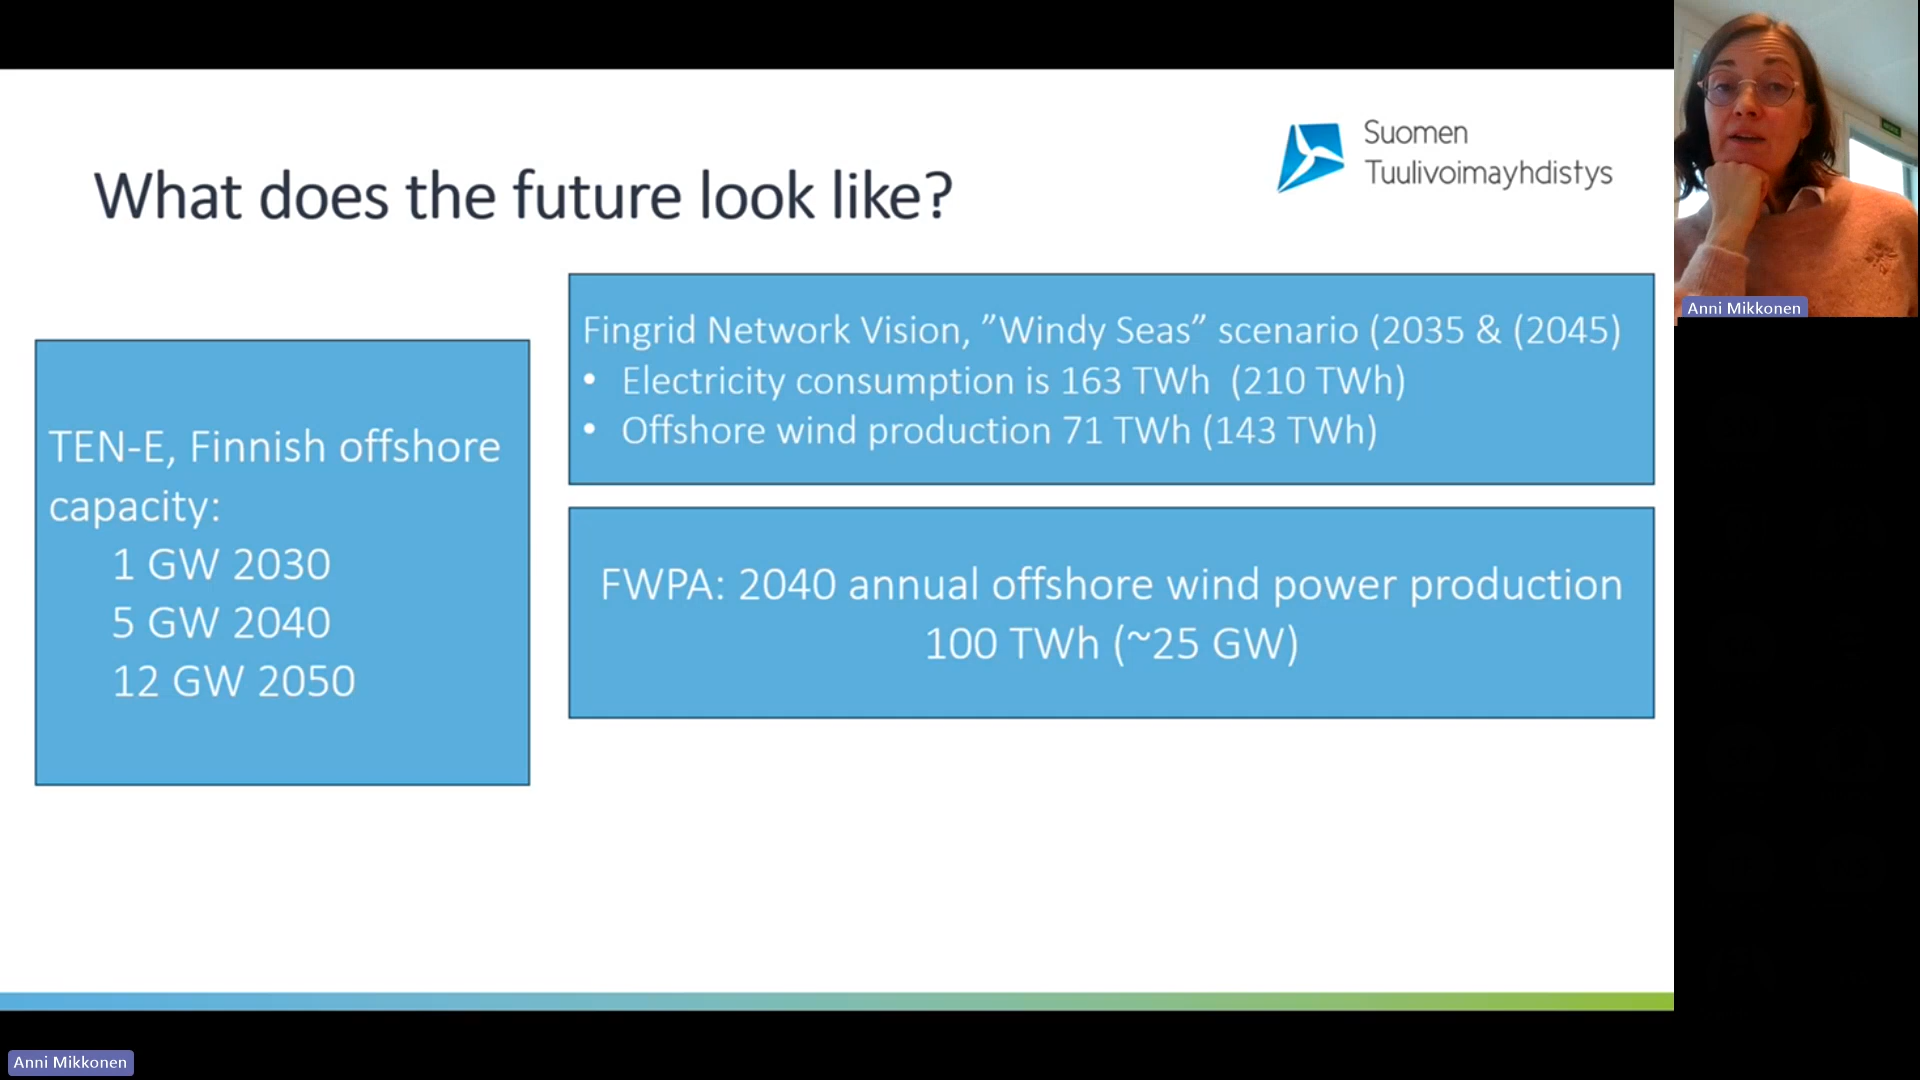 What does the future look like?
Suomen
Tuulivoimayhdistys
TEN-E, Finnish offshore
capacity:
1 GW 2030
5 GW 2040
12 GW 2050
Fingrid Network Vision, ”Windy Seas” scenario (2035 & (2045)
• Electricity consumption is 163 TWh (210 TWh)
• Offshore wind production 71 TWh (143 TWh)
FWPA: 2040 annual offshore wind power production
100 TWh (~25 GW)
Anni Mikkonen
Anni Mikkonen